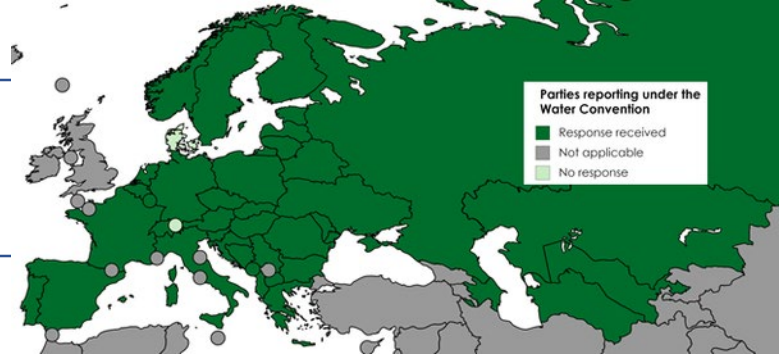 Parties reporting under the
Water Convention
Response received
Not applicable
No response